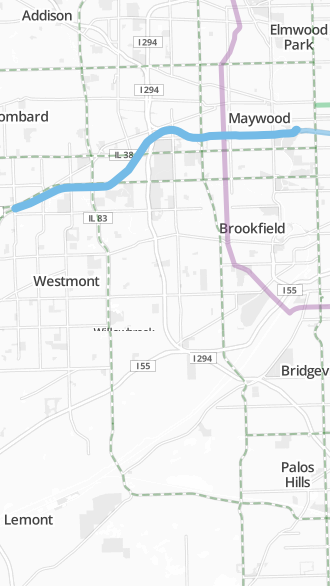 Addison
Elmwood
Park
I 294
I 294
ombard
Maywood
IL 38
IL 83
Brookfield
Westmont
I 55
I 294
I 55
Bridgev
Palos
Hills
Lemont